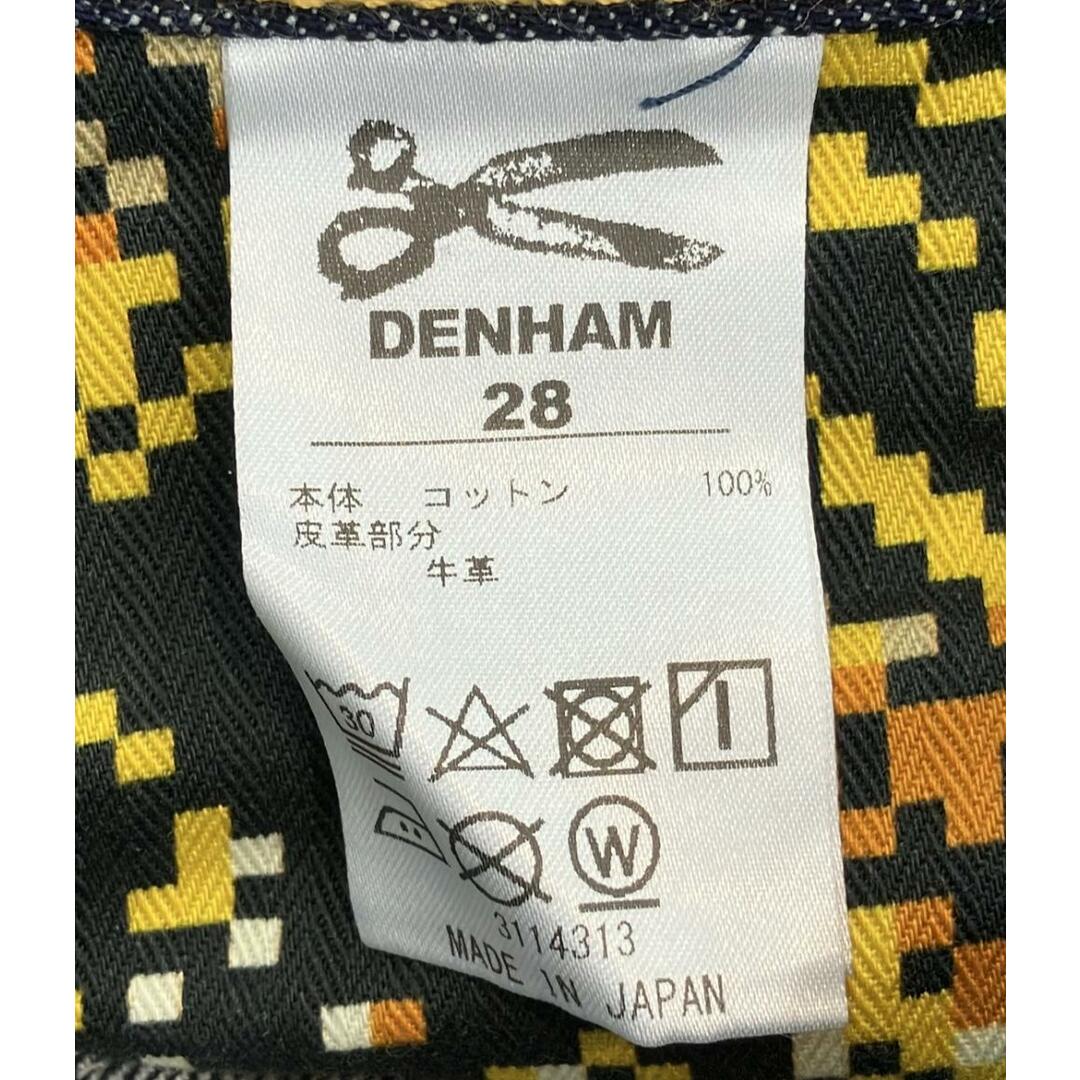 DENHAM
28
本体 コットン 100%
皮革部分
牛革
30
W
3114313
MADE IN JAPAN